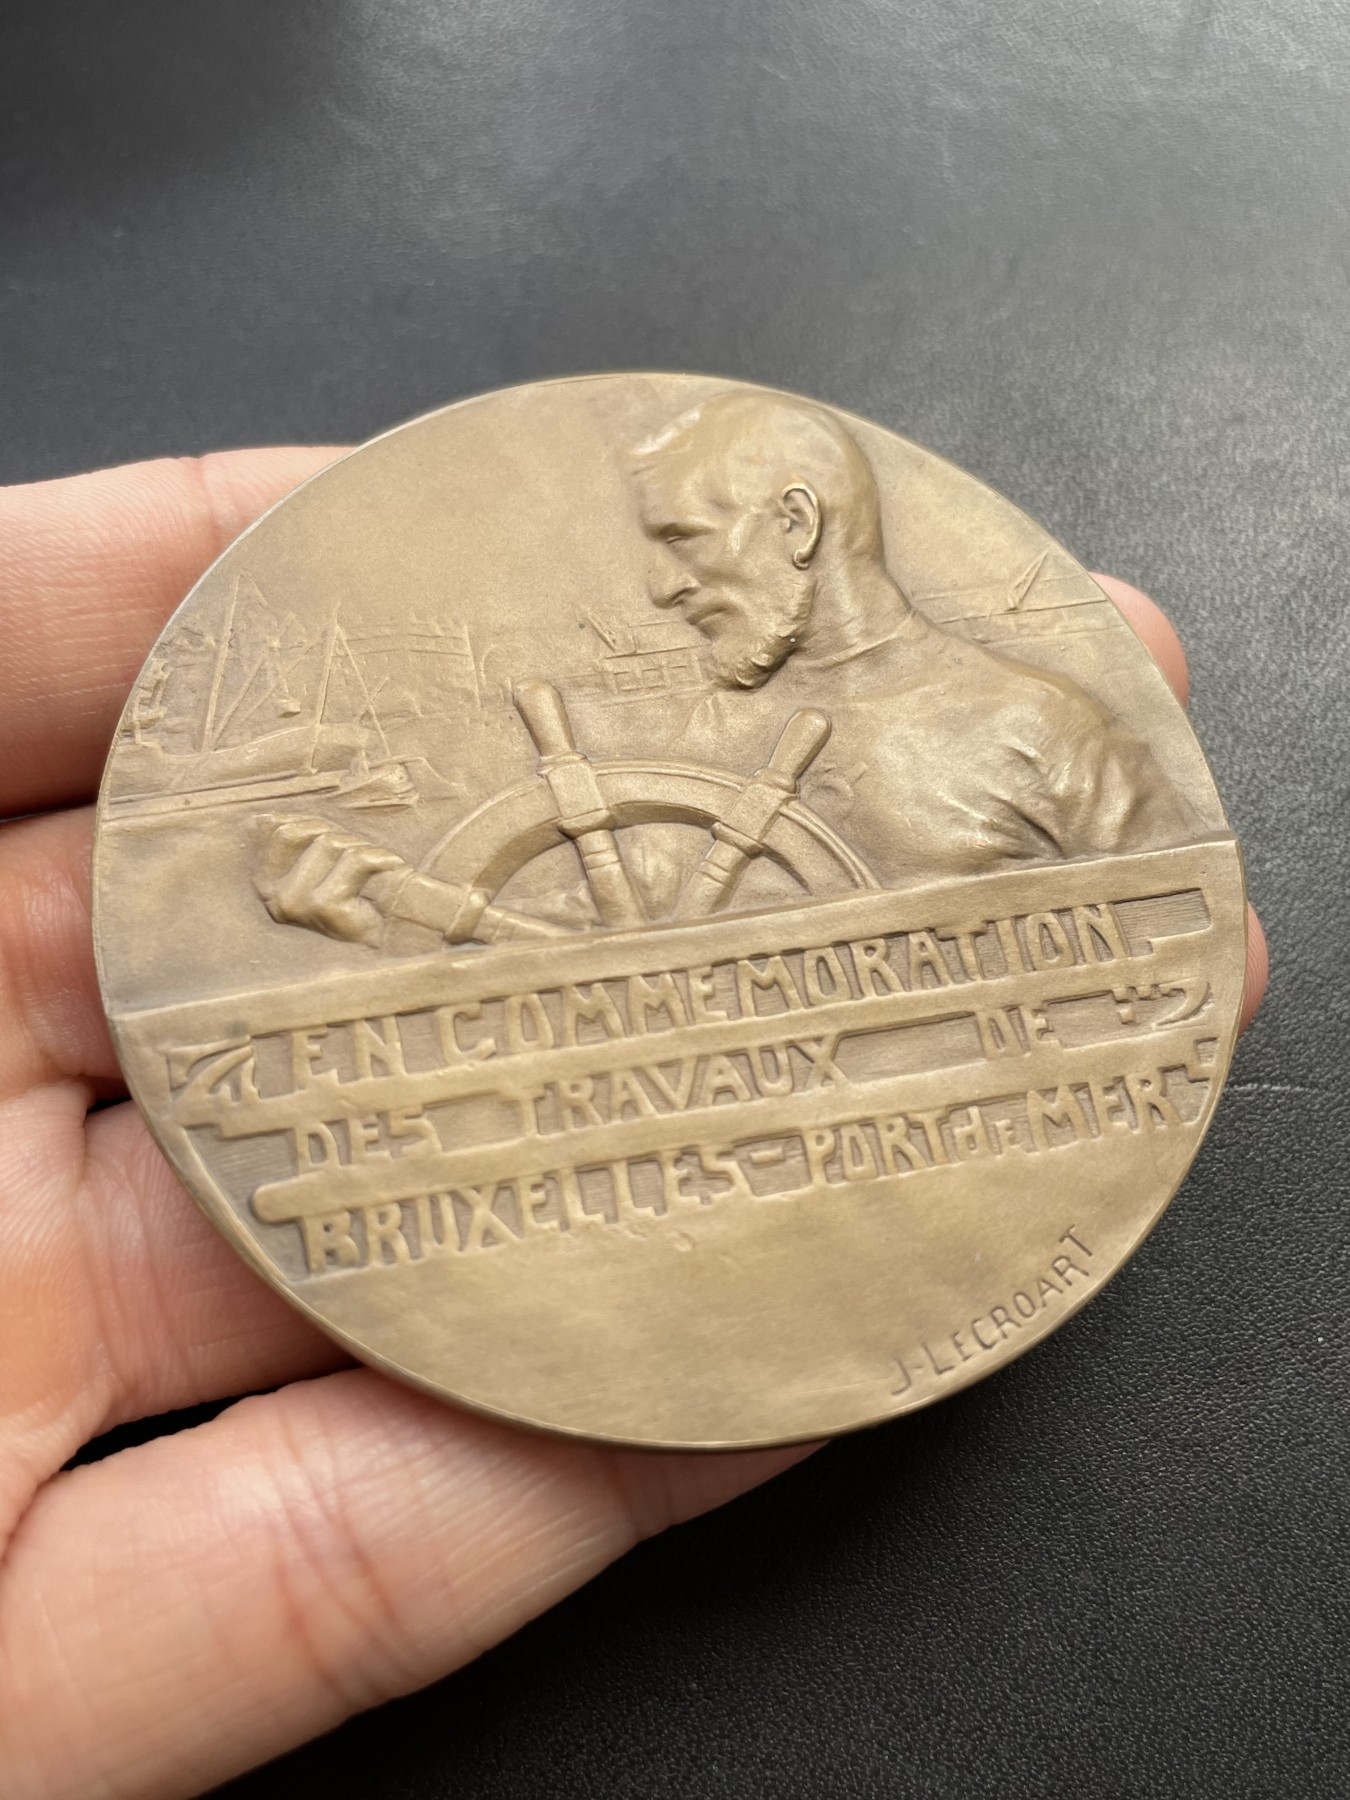 EN COMMEMORATION
DES TRAVAUX DE
BRUXELLES-PORT de MER
J-LECROART